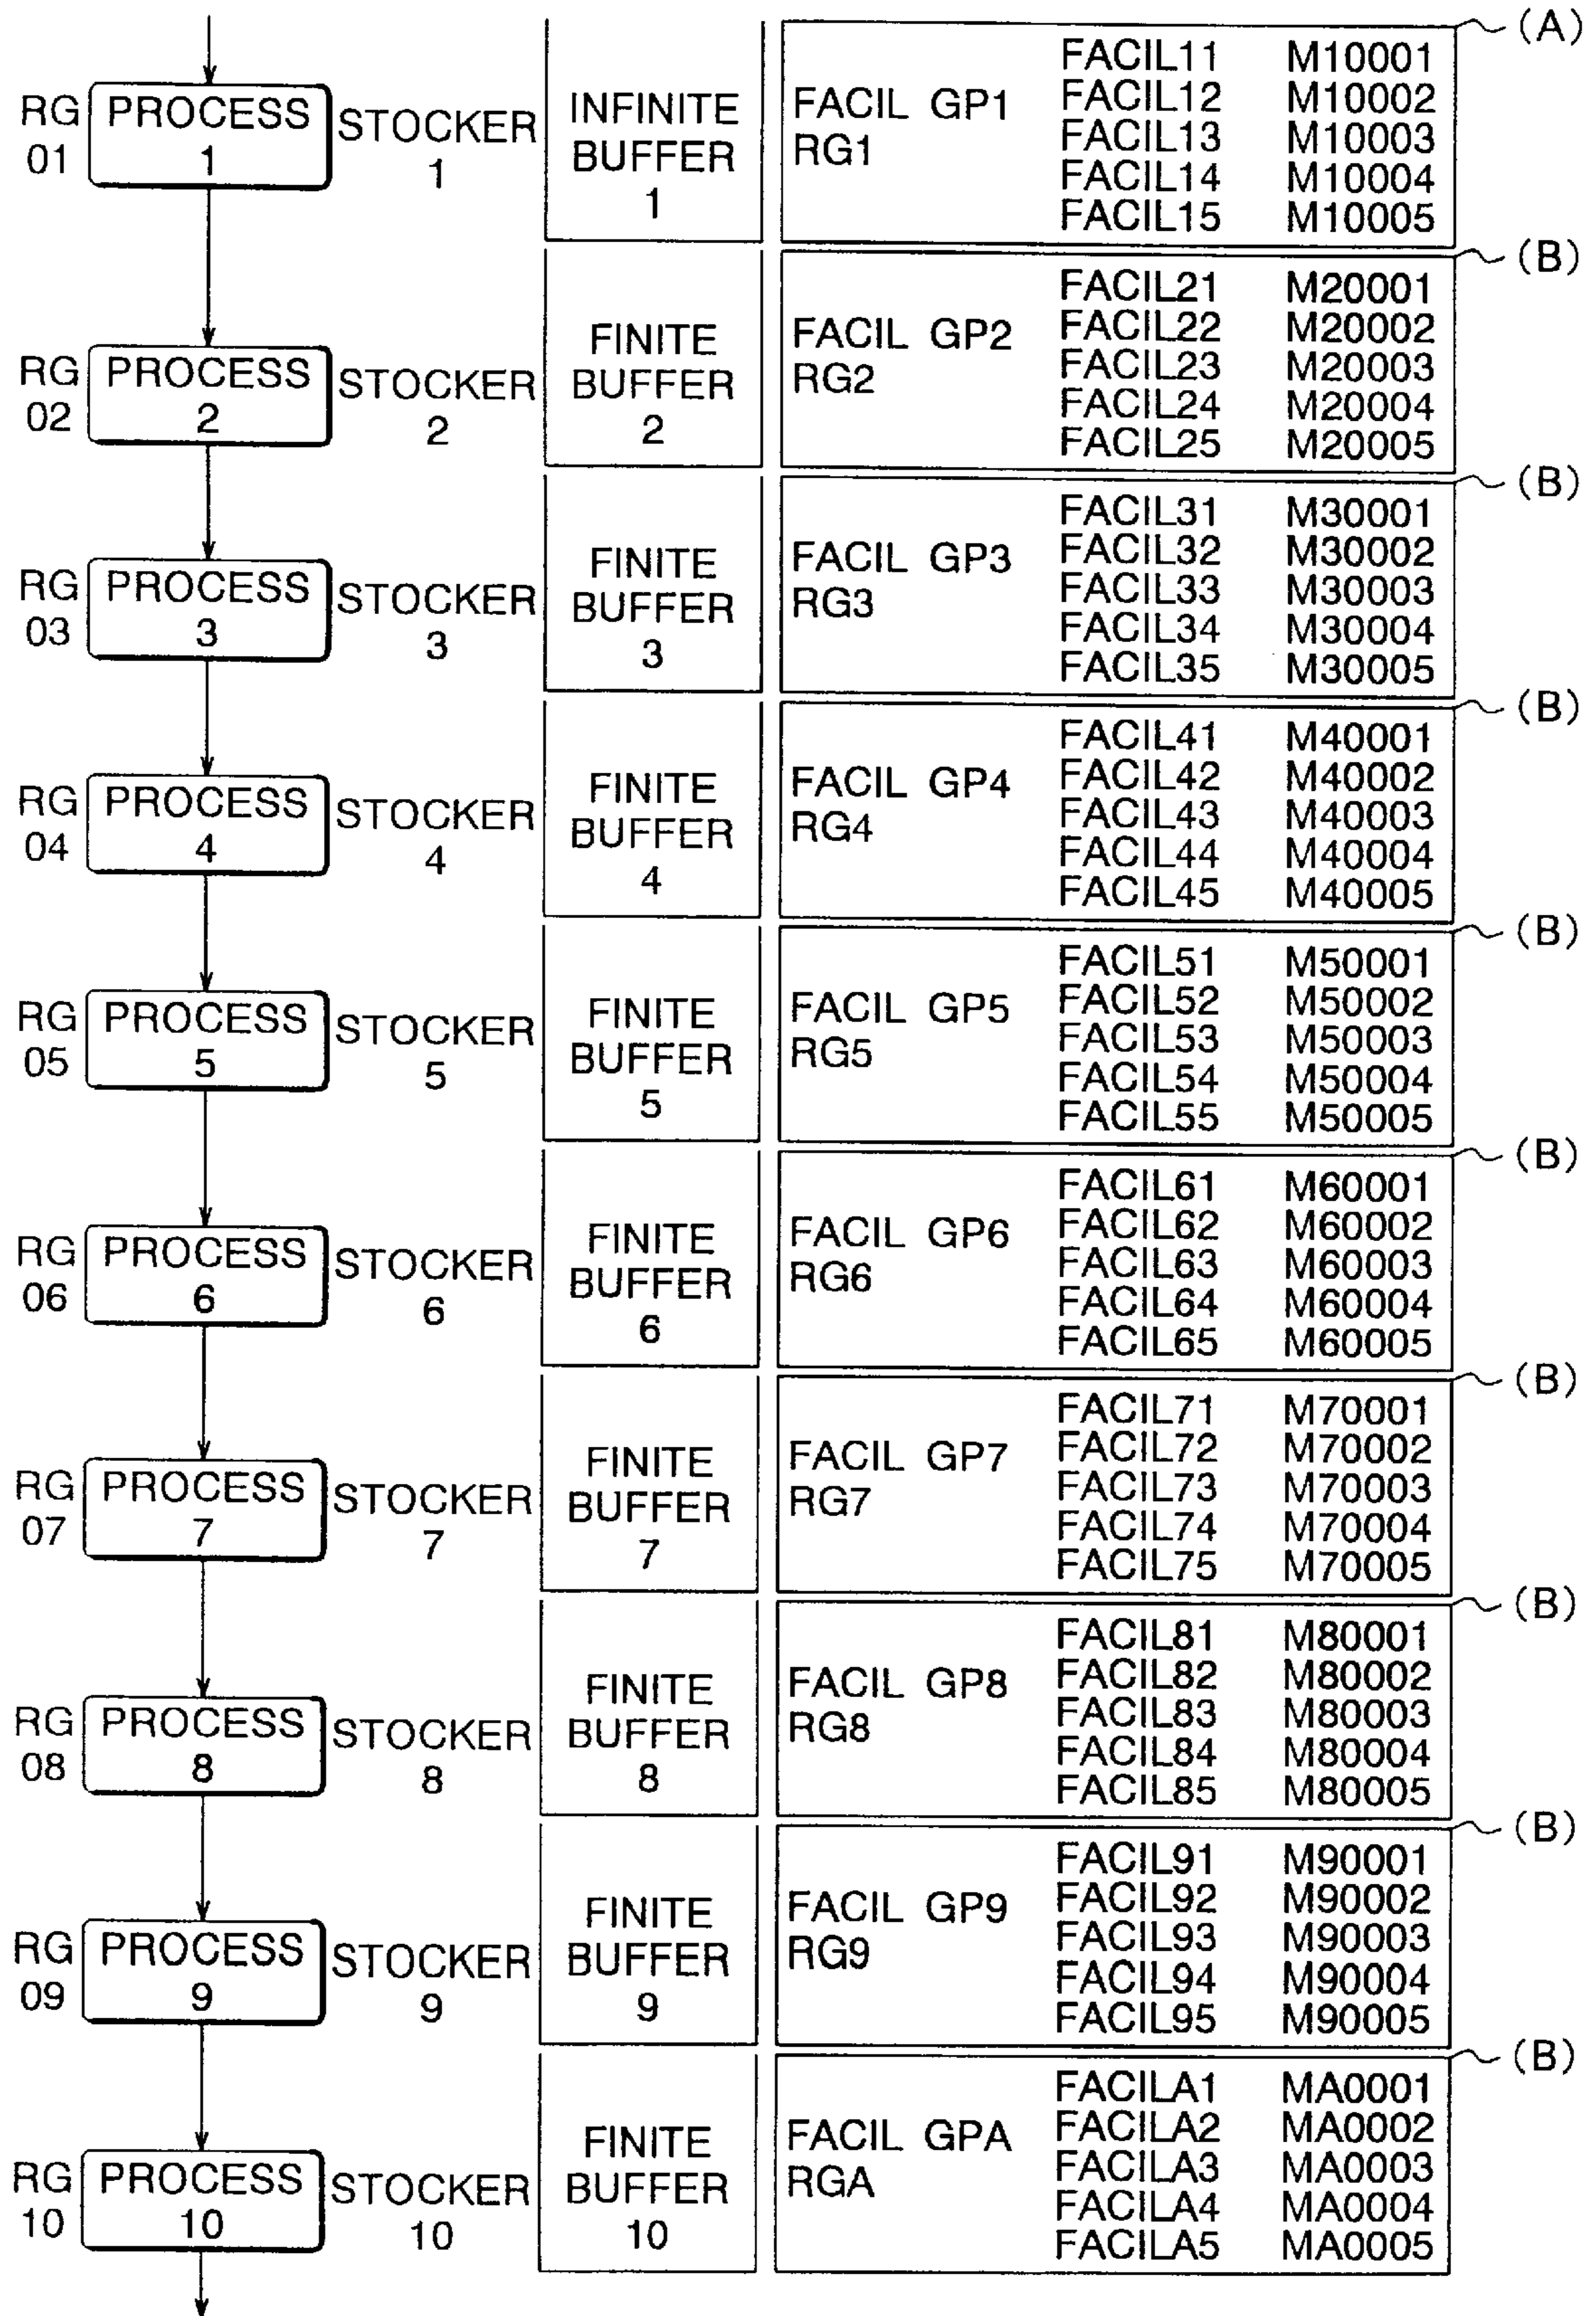 (A)
RG
01
PROCESS
1
STOCKER
1
INFINITE
BUFFER
1
FACIL GP1
RG1
FACIL11 M10001
FACIL12 M10002
FACIL13 M10003
FACIL14 M10004
FACIL15 M10005
(B)
RG
02
PROCESS
2
STOCKER
2
FINITE
BUFFER
2
FACIL GP2
RG2
FACIL21 M20001
FACIL22 M20002
FACIL23 M20003
FACIL24 M20004
FACIL25 M20005
(B)
RG
03
PROCESS
3
STOCKER
3
FINITE
BUFFER
3
FACIL GP3
RG3
FACIL31 M30001
FACIL32 M30002
FACIL33 M30003
FACIL34 M30004
FACIL35 M30005
(B)
RG
04
PROCESS
4
STOCKER
4
FINITE
BUFFER
4
FACIL GP4
RG4
FACIL41 M40001
FACIL42 M40002
FACIL43 M40003
FACIL44 M40004
FACIL45 M40005
(B)
RG
05
PROCESS
5
STOCKER
5
FINITE
BUFFER
5
FACIL GP5
RG5
FACIL51 M50001
FACIL52 M50002
FACIL53 M50003
FACIL54 M50004
FACIL55 M50005
(B)
RG
06
PROCESS
6
STOCKER
6
FINITE
BUFFER
6
FACIL GP6
RG6
FACIL61 M60001
FACIL62 M60002
FACIL63 M60003
FACIL64 M60004
FACIL65 M60005
(B)
RG
07
PROCESS
7
STOCKER
7
FINITE
BUFFER
7
FACIL GP7
RG7
FACIL71 M70001
FACIL72 M70002
FACIL73 M70003
FACIL74 M70004
FACIL75 M70005
(B)
RG
08
PROCESS
8
STOCKER
8
FINITE
BUFFER
8
FACIL GP8
RG8
FACIL81 M80001
FACIL82 M80002
FACIL83 M80003
FACIL84 M80004
FACIL85 M80005
(B)
RG
09
PROCESS
9
STOCKER
9
FINITE
BUFFER
9
FACIL GP9
RG9
FACIL91 M90001
FACIL92 M90002
FACIL93 M90003
FACIL94 M90004
FACIL95 M90005
(B)
RG
10
PROCESS
10
STOCKER
10
FINITE
BUFFER
10
FACIL GPA
RGA
FACILA1 MA0001
FACILA2 MA0002
FACILA3 MA0003
FACILA4 MA0004
FACILA5 MA0005